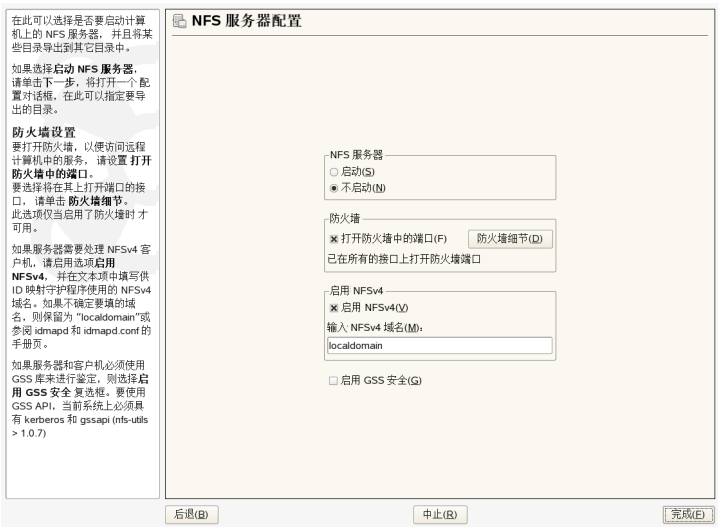 在此可以选择是否要启动计算
机上的 NFS 服务器， 并且将某
些目录导出到其它目录中。
如果选择启动 NFS 服务器，
请单击下一步，将打开一个 配
置对话框，在此可以指定要导
出的目录。
防火墙设置
要打开防火墙，以便访问远程
计算机中的服务， 请设置 打开
防火墙中的端口。
要选择将在其上打开端口的接
口， 请单击 防火墙细节。
此选项仅当启用了防火墙时 才
可用。
如果服务器需要处理 NFSv4 客
户机，请启用选项启用
NFSv4， 并在文本项中填写供
ID 映射守护程序使用的 NFSv4
域名。如果不确定要填的域
名，则保留为 “localdomain”或
参阅 idmapd 和 idmapd.conf 的
手册页。
如果服务器和客户机必须使用
GSS 库来进行鉴定，则选择启
用 GSS 安全 复选框。要使用
GSS API，当前系统上必须具
有 kerberos 和 gssapi (nfs-utils
> 1.0.7)
NFS 服务器配置
NFS 服务器
启动(S)
不启动(N)
防火墙
打开防火墙中的端口(F) 防火墙细节(D)
已在所有的接口上打开防火墙端口
启用 NFSv4
启用 NFSv4(V)
输入 NFSv4 域名(M)：
localdomain
启用 GSS 安全(G)
后退(B) 中止(R) 完成(F)